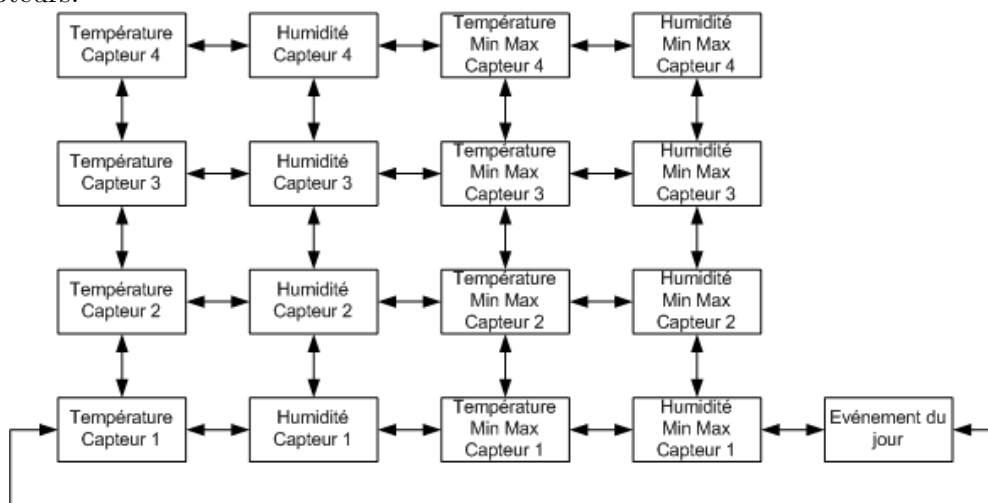 Température
Capteur 4
Humidité
Capteur 4
Température
Min Max
Capteur 4
Humidité
Min Max
Capteur 4
Température
Capteur 3
Humidité
Capteur 3
Température
Min Max
Capteur 3
Humidité
Min Max
Capteur 3
Température
Capteur 2
Humidité
Capteur 2
Température
Min Max
Capteur 2
Humidité
Min Max
Capteur 2
Température
Capteur 1
Humidité
Capteur 1
Température
Min Max
Capteur 1
Humidité
Min Max
Capteur 1
Evénement du
jour